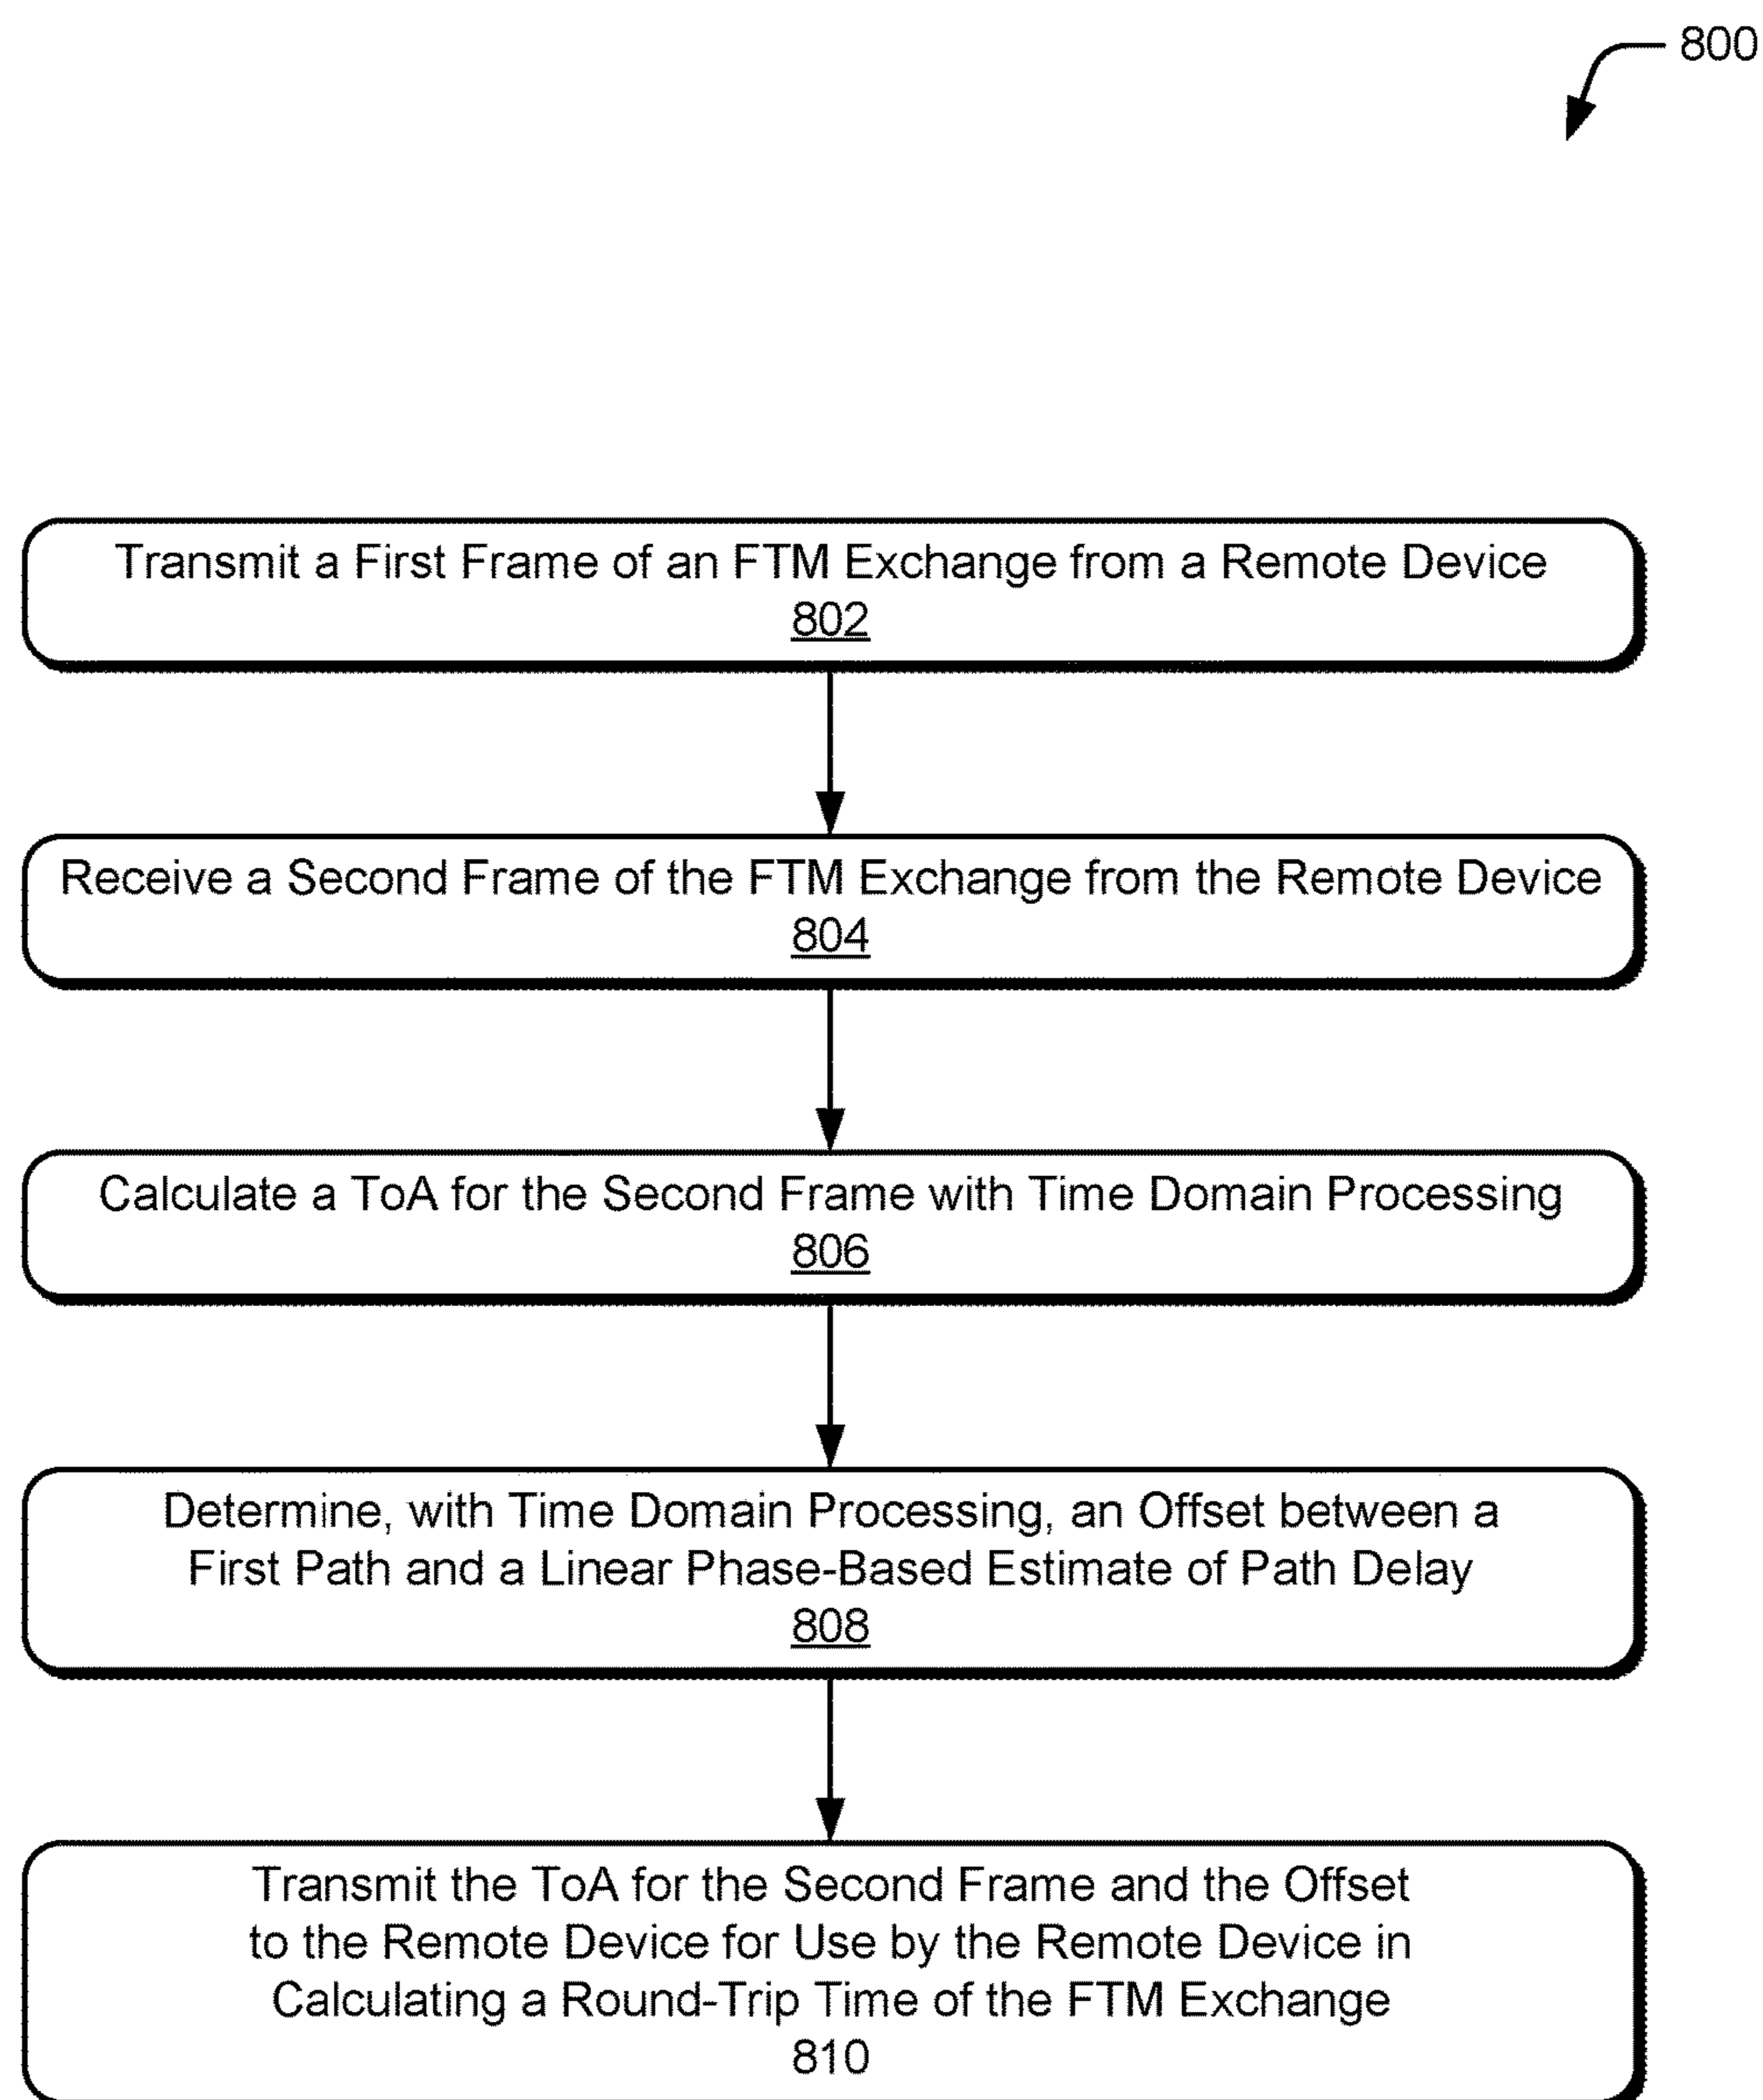 800
Transmit a First Frame of an FTM Exchange from a Remote Device
802
Receive a Second Frame of the FTM Exchange from the Remote Device
804
Calculate a ToA for the Second Frame with Time Domain Processing
806
Determine, with Time Domain Processing, an Offset between a
First Path and a Linear Phase-Based Estimate of Path Delay
808
Transmit the ToA for the Second Frame and the Offset
to the Remote Device for Use by the Remote Device in
Calculating a Round-Trip Time of the FTM Exchange
810